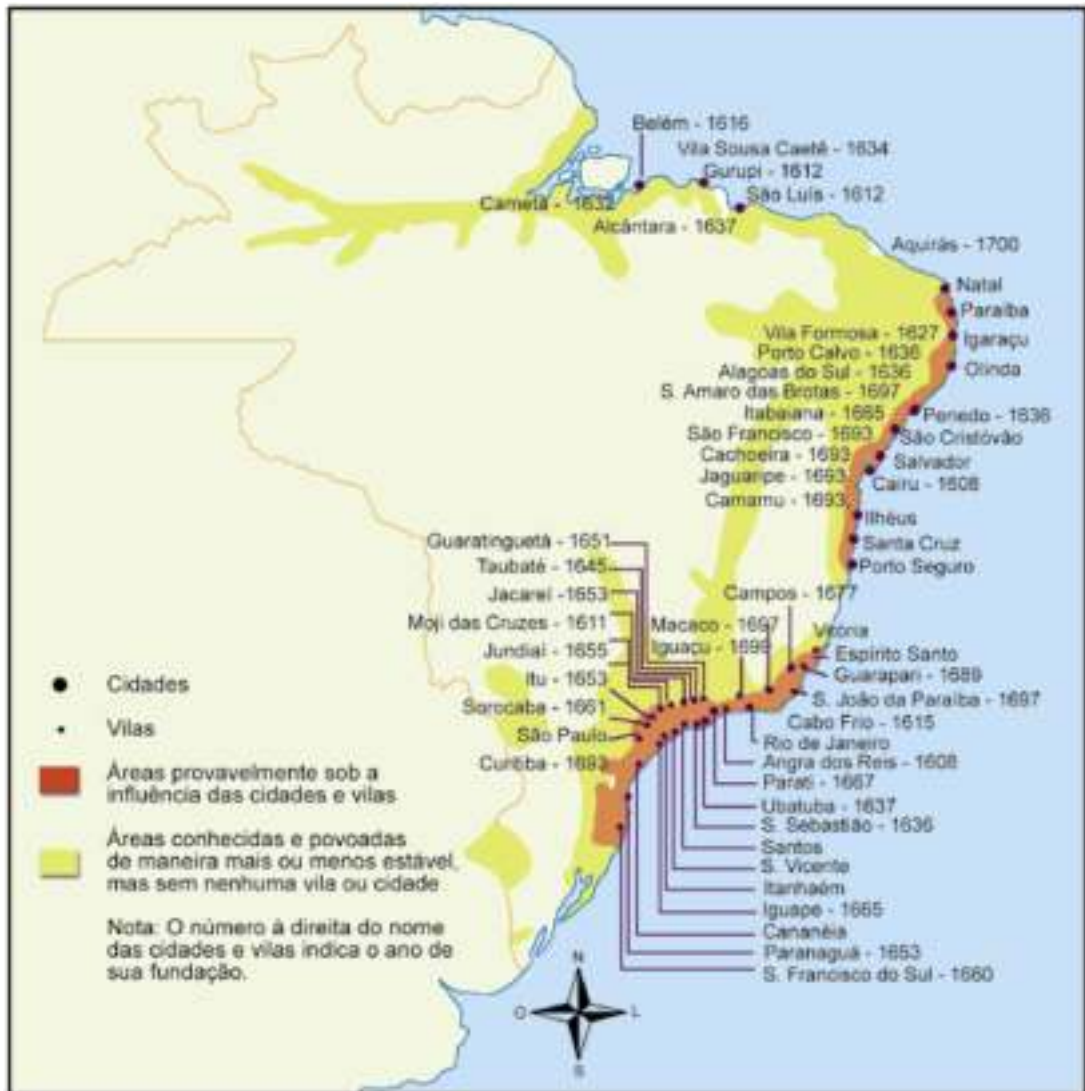 Belém - 1616
Vila Sousa Caetê - 1634
Gurupi - 1612
São Luís - 1612
Cametá - 1632
Alcântara - 1637
Aquirás - 1700
Natal
Paraíba
Vila Formosa - 1627
Igaraçu
Porto Calvo - 1636
Alagoas do Sul - 1636
Olinda
S. Amaro das Brotas - 1697
Itabaiana - 1665
Penedo - 1636
São Francisco - 1693
São Cristóvão
Cachoeira - 1693
Salvador
Jaguaripe - 1693
Cairu - 1608
Camamu - 1693
Ilhéus
Guaratinguetá - 1651
Santa Cruz
Taubaté - 1645
Porto Seguro
Jacareí - 1653
Campos - 1677
Moji das Cruzes - 1611
Macaco - 1697
Vitória
Jundiaí - 1655
Iguaçu - 1699
Espírito Santo
Itu - 1653
Guarapari - 1689
Sorocaba - 1661
S. João da Paraíba - 1697
São Paulo
Cabo Frio - 1615
Rio de Janeiro
Curitiba - 1693
Angra dos Reis - 1608
Parati - 1667
Ubatuba - 1637
S. Sebastião - 1636
Santos
S. Vicente
Itanhaém
Iguape - 1665
Cananéia
Paranaguá - 1653
S. Francisco do Sul - 1660
Cidades
Vilas
Áreas provavelmente sob a
influência das cidades e vilas
Áreas conhecidas e povoadas
de maneira mais ou menos estável,
mas sem nenhuma vila ou cidade
Nota: O número à direita do nome
das cidades e vilas indica o ano de
sua fundação.
N
O
L
S